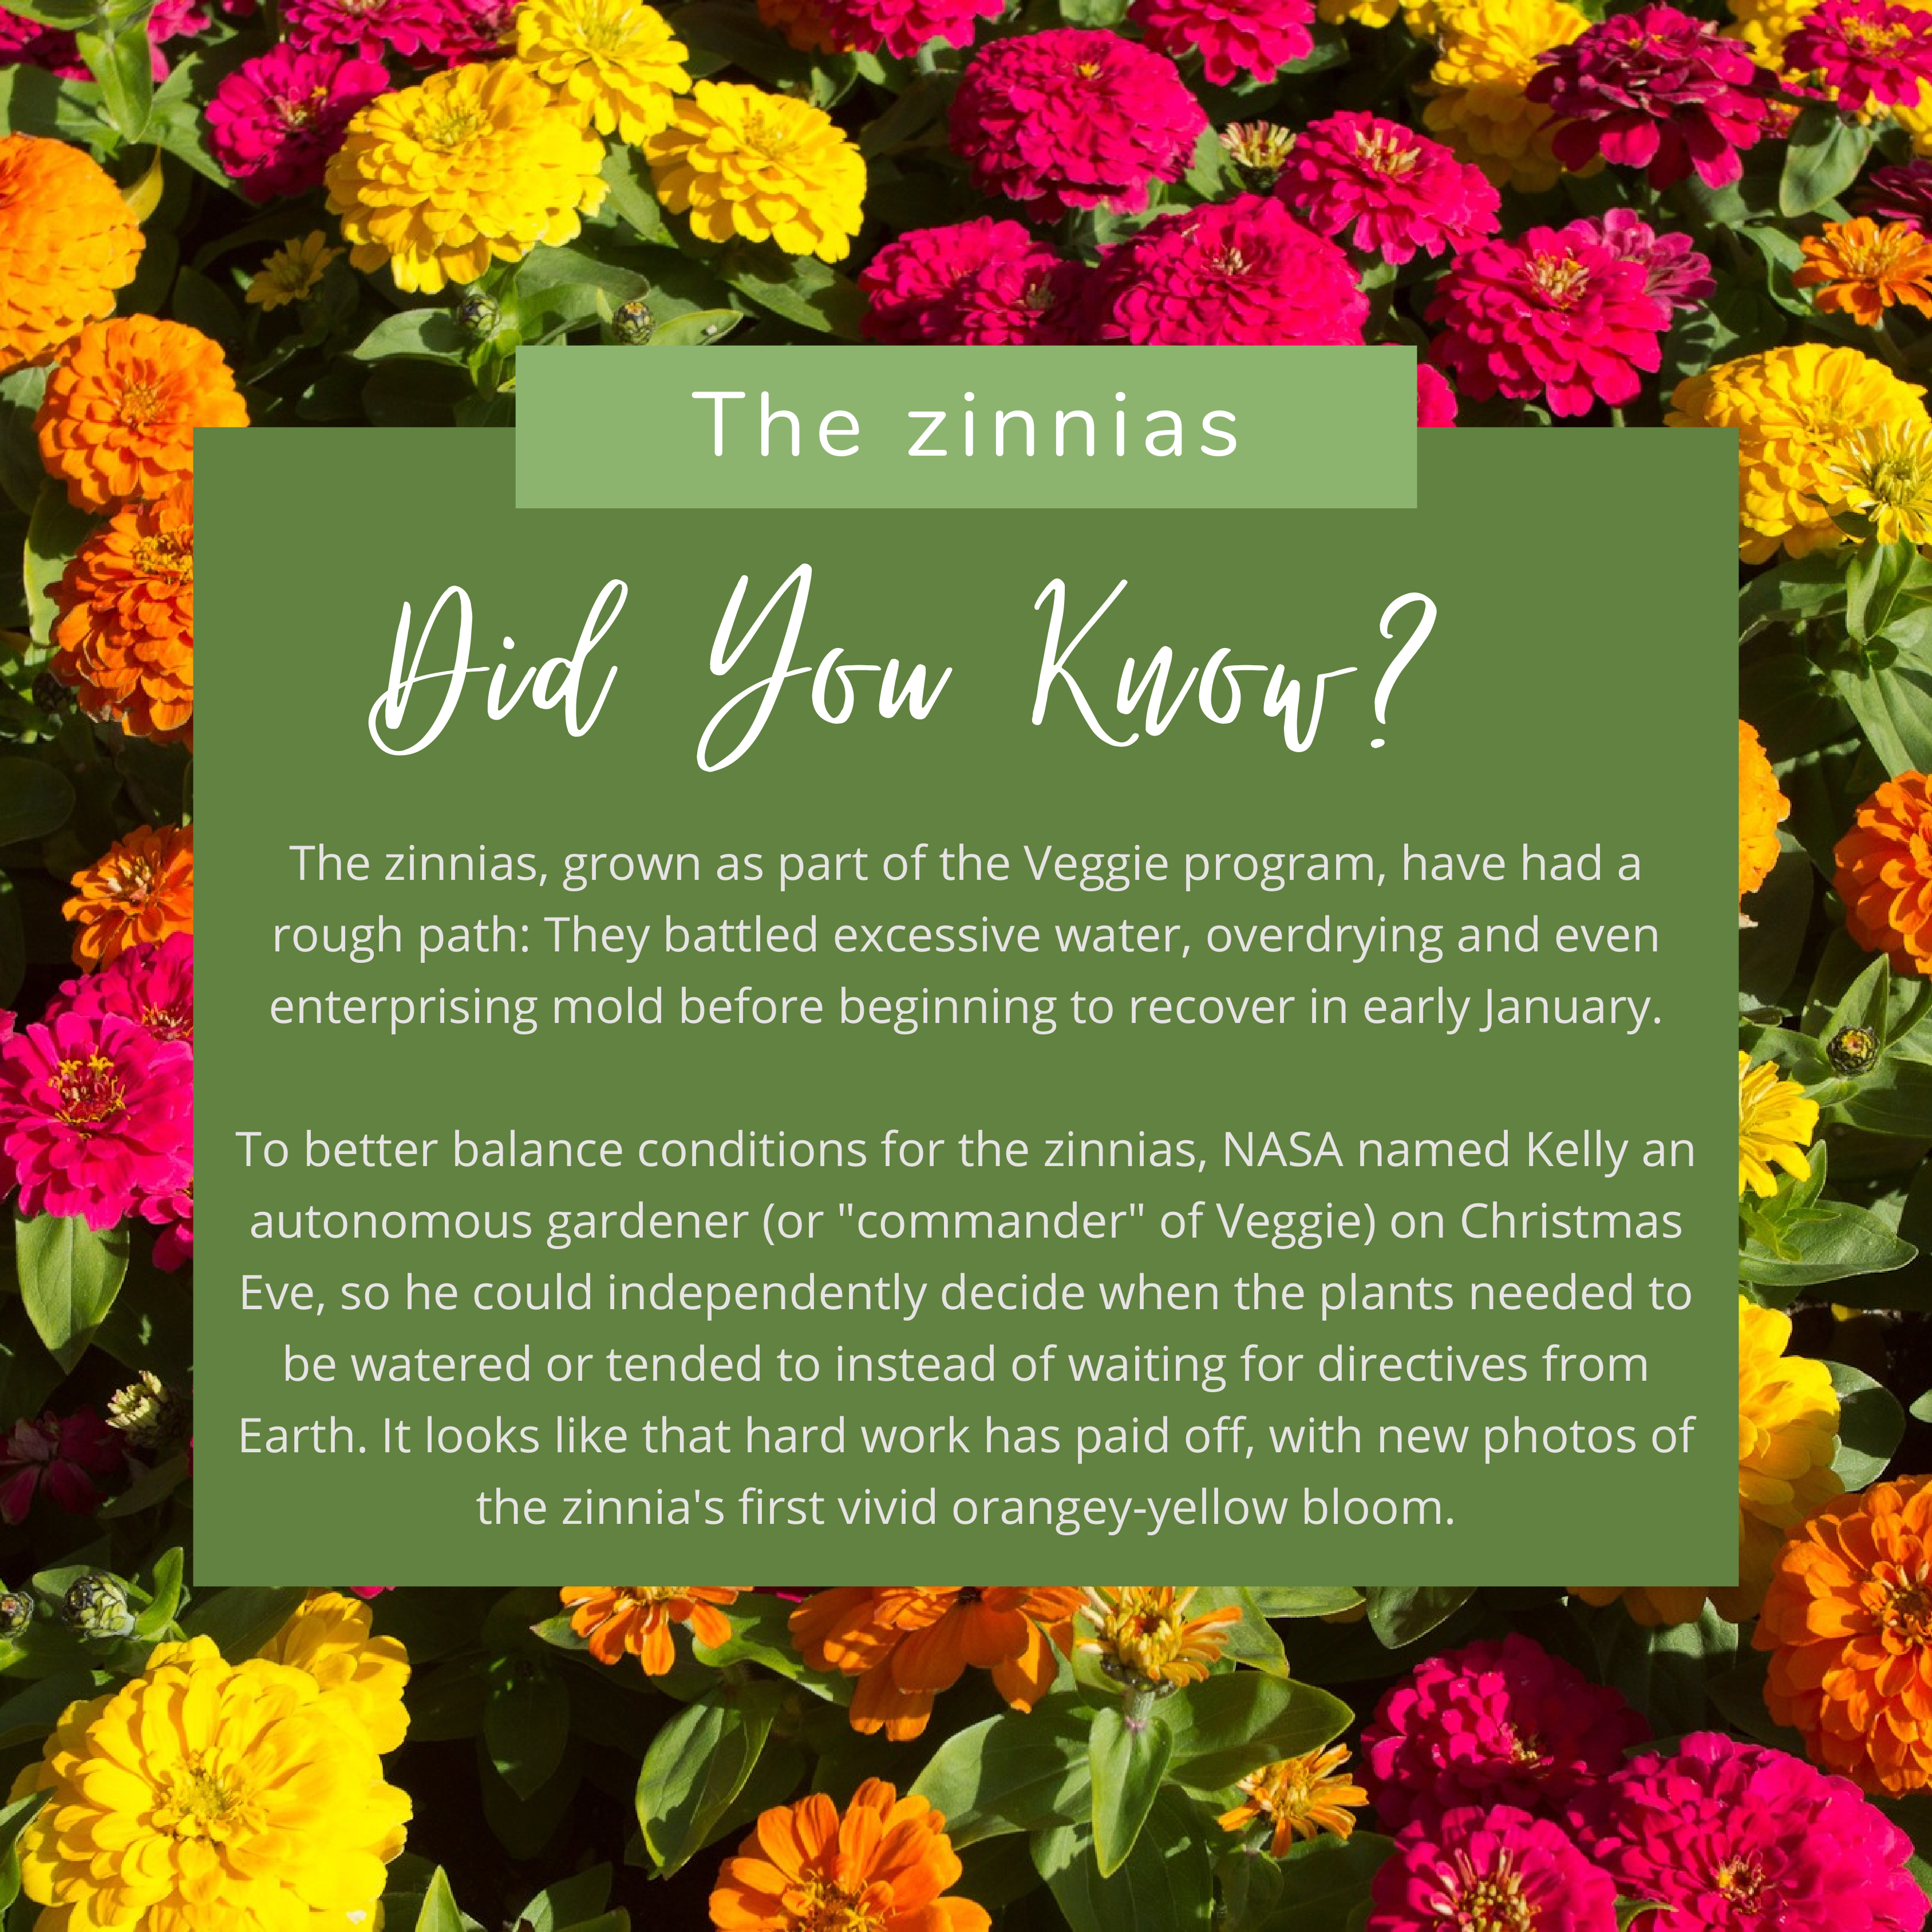 The zinnias
Did You Know?
The zinnias, grown as part of the Veggie program, have had a
rough path: They battled excessive water, overdrying and even
enterprising mold before beginning to recover in early January.
To better balance conditions for the zinnias, NASA named Kelly an
autonomous gardener (or "commander" of Veggie) on Christmas
Eve, so he could independently decide when the plants needed to
be watered or tended to instead of waiting for directives from
Earth. It looks like that hard work has paid off, with new photos of
the zinnia's first vivid orangey-yellow bloom.